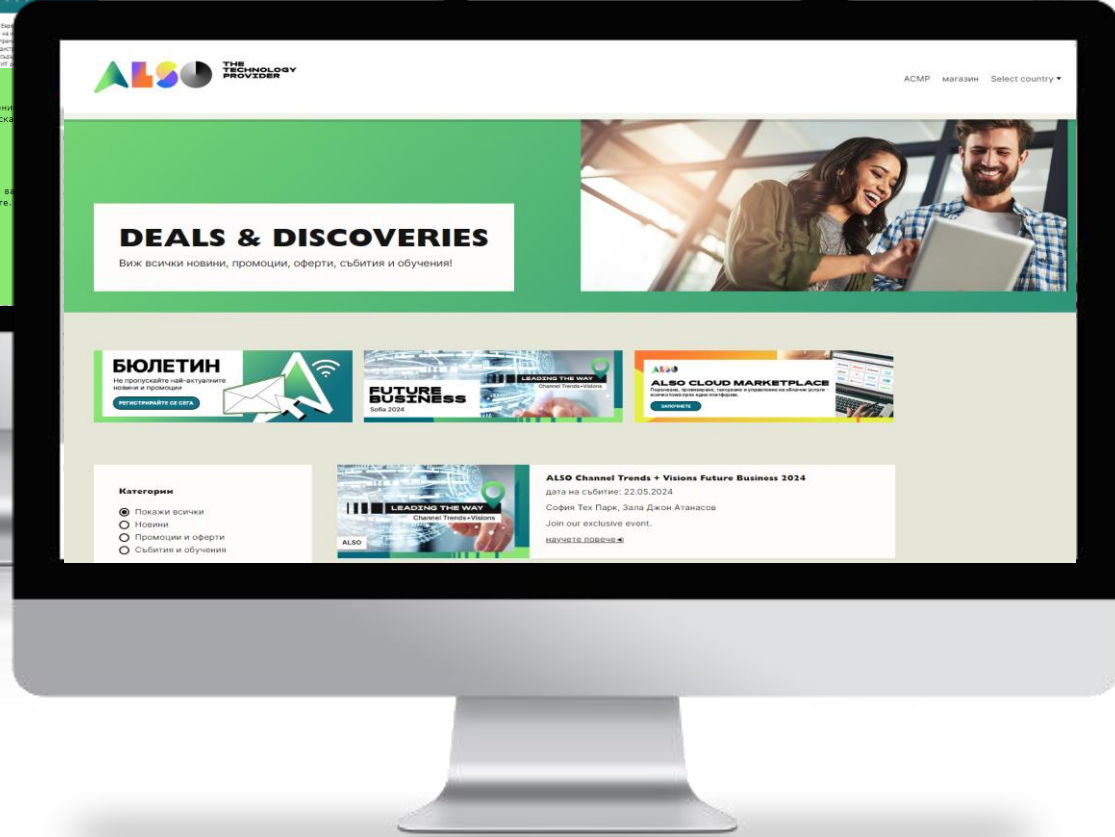 ALSO THE TECHNOLOGY PROVIDER
ACMP магазин Select country
DEALS & DISCOVERIES
Виж всички новини, промоции, оферти, събития и обучения!
БЮЛЕТИН
Не пропускайте най-актуалните
новини и промоции
РЕГИСТРИРАЙТЕ СЕ СЕГА
LEADING THE WAY
Channel Trends+Visions
FUTURE
BUSINESS
Sofia 2024
ALSO
ALSO CLOUD MARKETPLACE
ЗАПОЧНЕТЕ
Категории
Покажи всички
Новини
Промоции и оферти
Събития и обучения
LEADING THE WAY
Channel Trends+Visions
ALSO
ALSO Channel Trends + Visions Future Business 2024
дата на събитие: 22.05.2024
София Тех Парк, Зала Джон Атанасов
Join our exclusive event.
научете повече